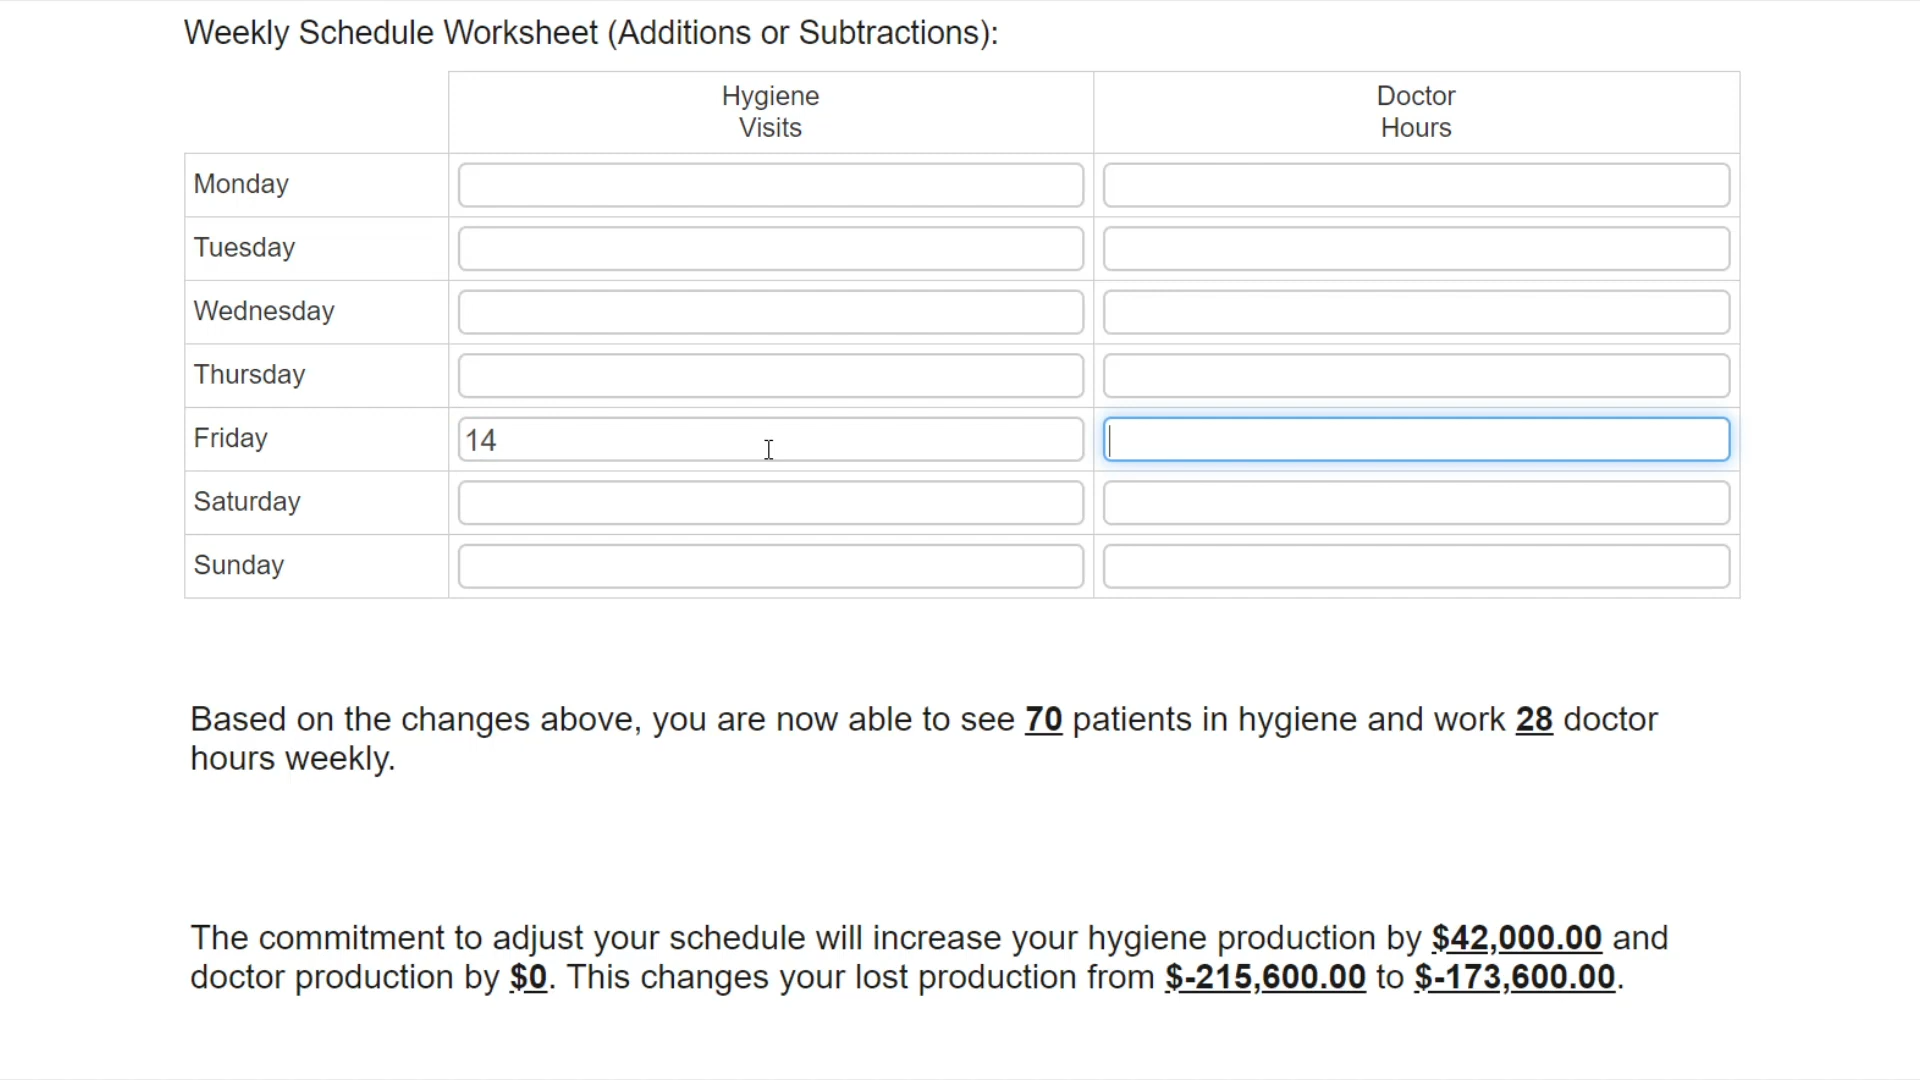 Weekly Schedule Worksheet (Additions or Subtractions):
Hygiene
Visits
Doctor
Hours
Monday
Tuesday
Wednesday
Thursday
Friday
14
Saturday
Sunday
Based on the changes above, you are now able to see 70 patients in hygiene and work 28 doctor
hours weekly.
The commitment to adjust your schedule will increase your hygiene production by $42,000.00 and
doctor production by $0. This changes your lost production from $-215,600.00 to $-173,600.00.